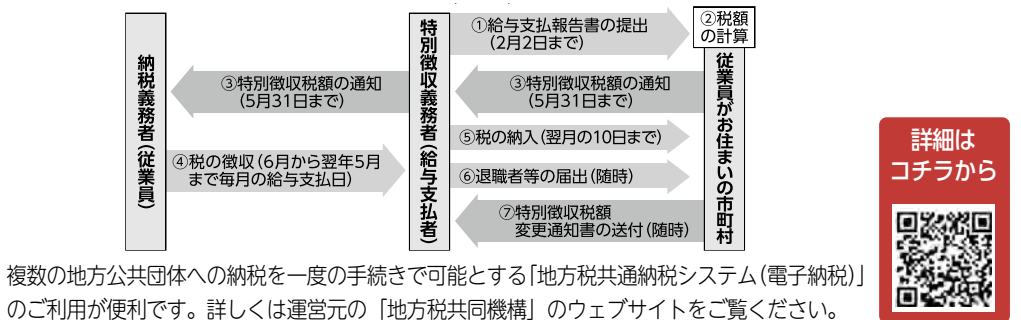 納税義務者(従業員)
特別徴収義務者(給与支払者)
従業員がお住まいの市町村
①給与支払報告書の提出
(2月2日まで)
②税額
の計算
③特別徴収税額の通知
(5月31日まで)
③特別徴収税額の通知
(5月31日まで)
④税の徴収(6月から翌年5月
まで毎月の給与支払日)
⑤税の納入(翌月の10日まで)
⑥退職者等の届出(随時)
⑦特別徴収税額
変更通知書の送付(随時)
詳細は
コチラから
複数の地方公共団体への納税を一度の手続きで可能とする「地方税共通納税システム(電子納税)」
のご利用が便利です。詳しくは運営元の「地方税共同機構」のウェブサイトをご覧ください。